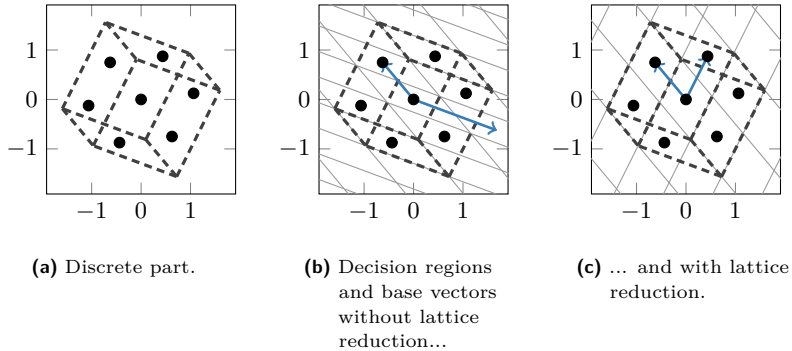 1
0
−1
−1 0 1
(a) Discrete part.
1
0
−1
−1 0 1
(b) Decision regions
and base vectors
without lattice
reduction...
1
0
−1
−1 0 1
(c) ... and with lattice
reduction.